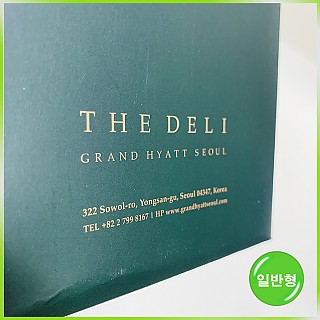 THE DELI
GRAND HYATT SEOUL
322 Sowol-ro, Yongsan-gu, Seoul 04347, Korea
TEL +82 2 799 8167 | HP www.grandhyattseoul.com
일반형